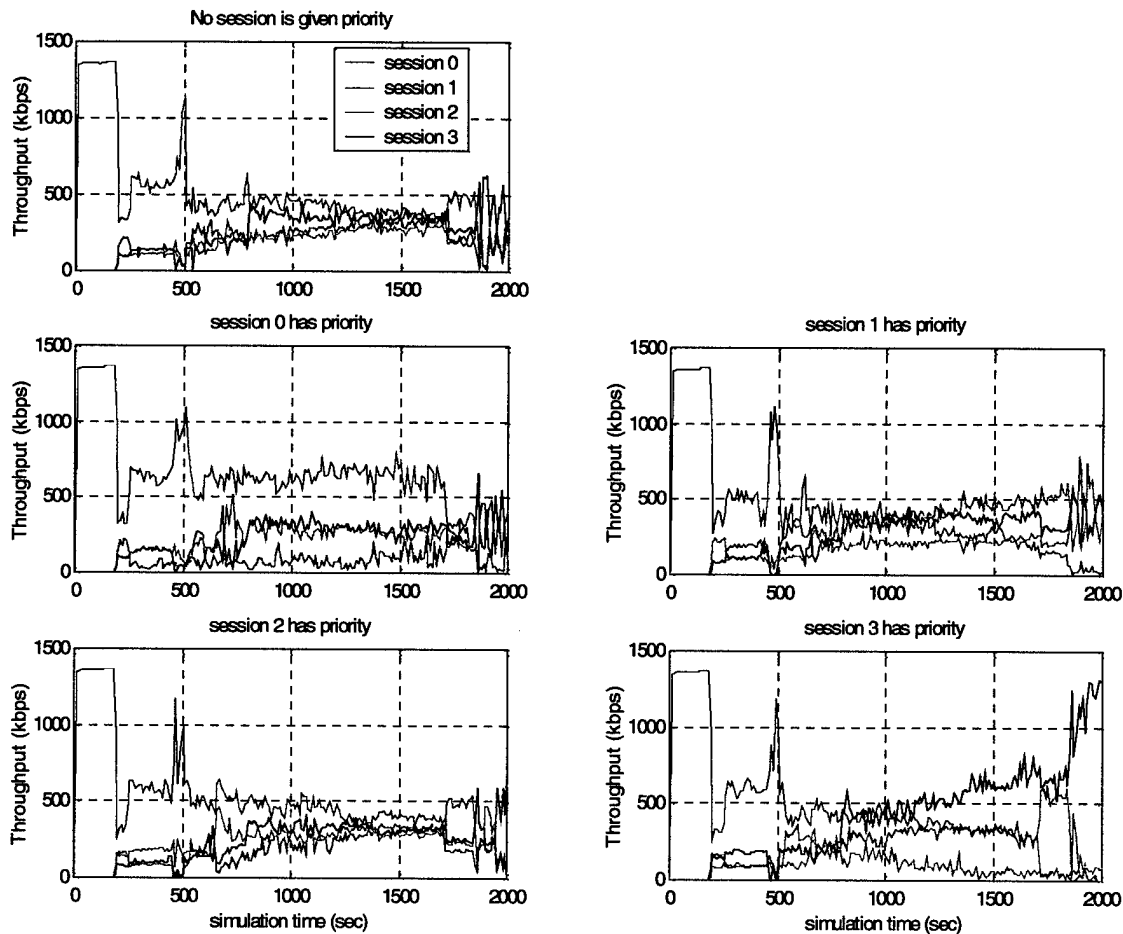 No session is given priority
1500
1000
500
0
Throughput (kbps)
session 0
session 1
session 2
session 3
0 500 1000 1500 2000
session 0 has priority
1500
1000
500
0
Throughput (kbps)
0 500 1000 1500 2000
session 1 has priority
1500
1000
500
0
Throughput (kbps)
0 500 1000 1500 2000
session 2 has priority
1500
1000
500
0
Throughput (kbps)
0 500 1000 1500 2000
simulation time (sec)
session 3 has priority
1500
1000
500
0
Throughput (kbps)
0 500 1000 1500 2000
simulation time (sec)